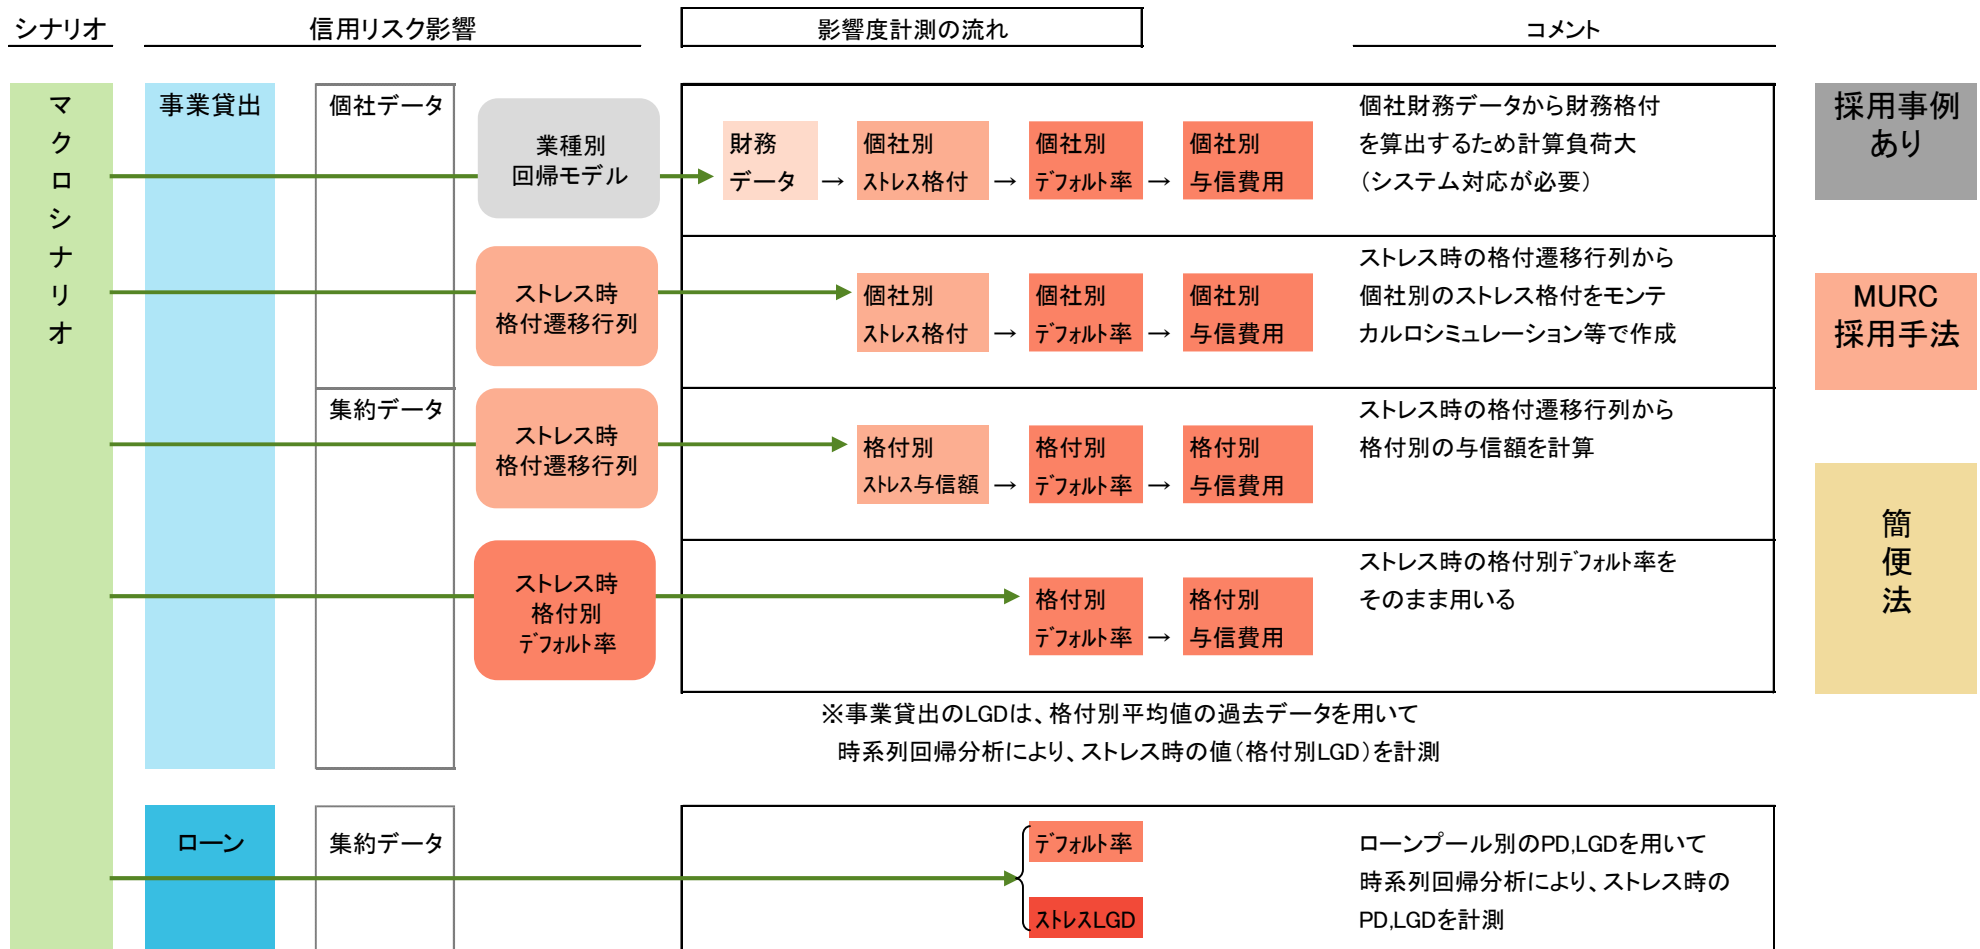 シナリオ
信用リスク影響
影響度計測の流れ
コメント
マクロシナリオ
事業貸出
個社データ
業種別
回帰モデル
財務
データ
→
個社別
ストレス格付
→
個社別
デフォルト率
→
個社別
与信費用
個社財務データから財務格付
を算出するため計算負荷大
（システム対応が必要）
採用事例
あり
ストレス時
格付遷移行列
個社別
ストレス格付
→
個社別
デフォルト率
→
個社別
与信費用
ストレス時の格付遷移行列から
個社別のストレス格付をモンテ
カルロシミュレーション等で作成
MURC
採用手法
集約データ
ストレス時
格付遷移行列
格付別
ストレス与信額
→
格付別
デフォルト率
→
格付別
与信費用
ストレス時の格付遷移行列から
格付別の与信額を計算
簡便法
ストレス時
格付別
デフォルト率
格付別
デフォルト率
→
格付別
与信費用
ストレス時の格付別デフォルト率を
そのまま用いる
※事業貸出のLGDは、格付別平均値の過去データを用いて
時系列回帰分析により、ストレス時の値（格付別LGD）を計測
ローン
集約データ
デフォルト率
ストレスLGD
ローンプール別のPD,LGDを用いて
時系列回帰分析により、ストレス時の
PD,LGDを計測